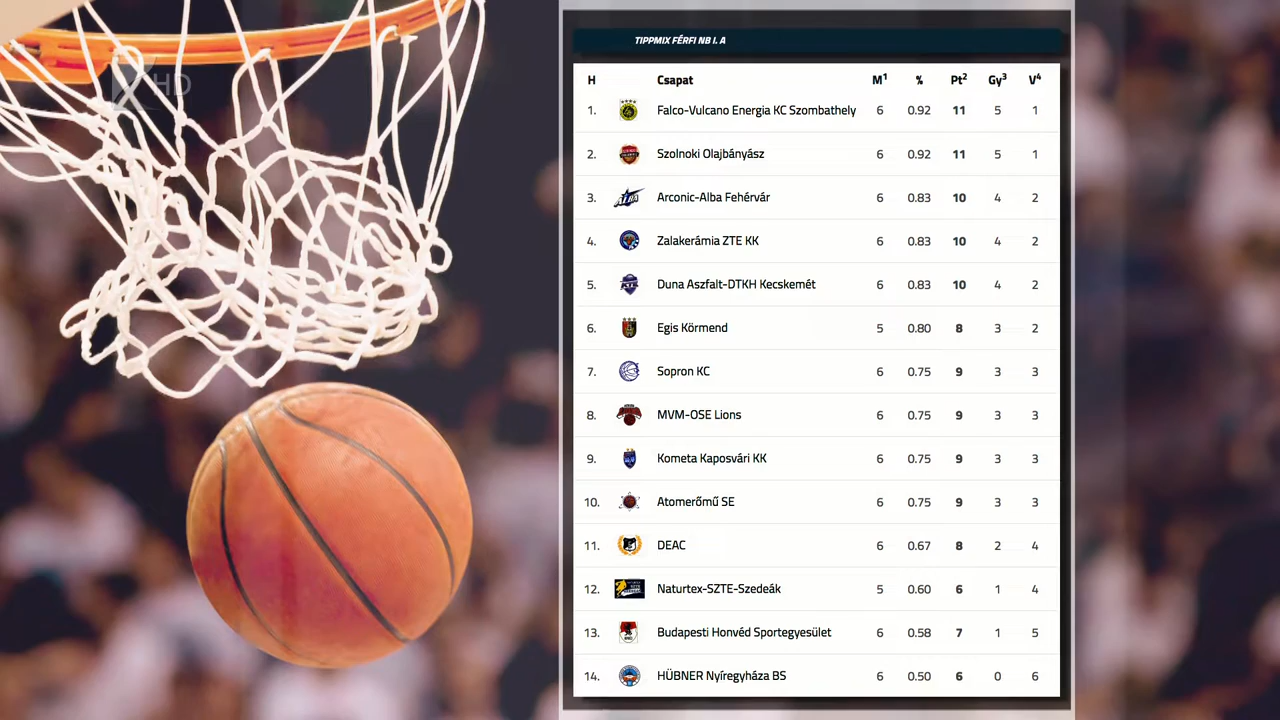 HD
TIPPMIX FÉRFI NB I. A
H Csapat M¹ % Pt² Gy³ V⁴
1. Falco-Vulcano Energia KC Szombathely 6 0.92 11 5 1
2. Szolnoki Olajbányász 6 0.92 11 5 1
3. Arconic-Alba Fehérvár 6 0.83 10 4 2
4. Zalakerámia ZTE KK 6 0.83 10 4 2
5. Duna Aszfalt-DTKH Kecskemét 6 0.83 10 4 2
6. Egis Körmend 5 0.80 8 3 2
7. Sopron KC 6 0.75 9 3 3
8. MVM-OSE Lions 6 0.75 9 3 3
9. Kometa Kaposvári KK 6 0.75 9 3 3
10. Atomerőmű SE 6 0.75 9 3 3
11. DEAC 6 0.67 8 2 4
12. Naturtex-SZTE-Szedeák 5 0.60 6 1 4
13. Budapesti Honvéd Sportegyesület 6 0.58 7 1 5
14. HÜBNER Nyíregyháza BS 6 0.50 6 0 6